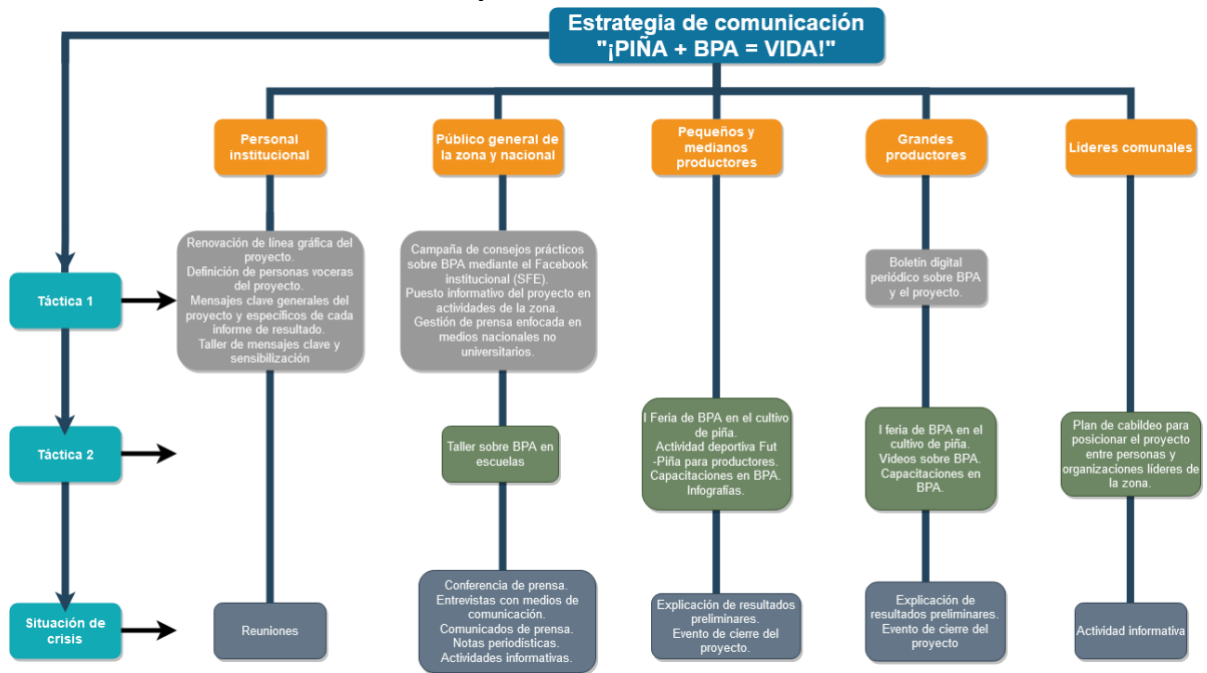 Estrategia de comunicación
"¡PIÑA + BPA = VIDA!"
Personal
institucional
Público general de
la zona y nacional
Pequeños y
medianos
productores
Grandes
productores
Líderes comunales
Táctica 1
Renovación de línea gráfica del
proyecto.
Definición de personas voceras
del proyecto.
Mensajes clave generales del
proyecto y específicos de cada
informe de resultado.
Taller de mensajes clave y
sensibilización
Campaña de consejos prácticos
sobre BPA mediante el Facebook
institucional (SFE).
Puesto informativo del proyecto en
actividades de la zona.
Gestión de prensa enfocada en
medios nacionales no
universitarios.
Boletín digital
periódico sobre BPA
y el proyecto.
Táctica 2
Taller sobre BPA en
escuelas
I Feria de BPA en el cultivo
de piña.
Actividad deportiva Fut
-Piña para productores.
Capacitaciones en BPA.
Infografías.
I feria de BPA en el
cultivo de piña.
Videos sobre BPA.
Capacitaciones en
BPA.
Plan de cabildeo para
posicionar el proyecto
entre personas y
organizaciones líderes de
la zona.
Situación de
crisis
Reuniones
Conferencia de prensa.
Entrevistas con medios de
comunicación.
Comunicados de prensa.
Notas periodísticas.
Actividades informativas.
Explicación de resultados
preliminares.
Evento de cierre del
proyecto.
Explicación de
resultados preliminares.
Evento de cierre del
proyecto
Actividad informativa